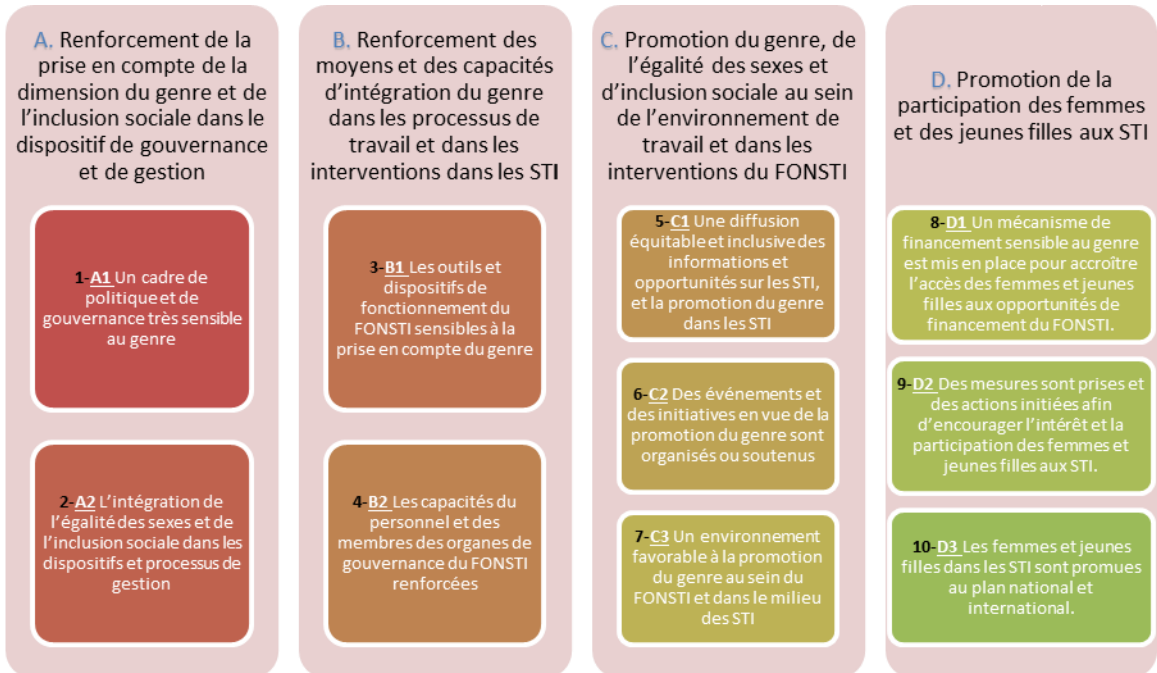 A. Renforcement de la
prise en compte de la
dimension du genre et de
l'inclusion sociale dans le
dispositif de gouvernance
et de gestion
1-A1 Un cadre de
politique et de
gouvernance très sensible
au genre
2-A2 L'intégration de
l'égalité des sexes et de
l'inclusion sociale dans les
dispositifs et processus de
gestion
B. Renforcement des
moyens et des capacités
d'intégration du genre
dans les processus de
travail et dans les
interventions dans les STI
3-B1 Les outils et
dispositifs de
fonctionnement du
FONSTI sensibles à la
prise en compte du genre
4-B2 Les capacités du
personnel et des
membres des organes de
gouvernance du FONSTI
renforcées
C. Promotion du genre, de
l'égalité des sexes et
d'inclusion sociale au sein
de l'environnement de
travail et dans les
interventions du FONSTI
5-C1 Une diffusion
équitable et inclusive des
informations et
opportunités sur les STI,
et la promotion du genre
dans les STI
6-C2 Des événements et
des initiatives en vue de la
promotion du genre sont
organisés ou soutenus
7-C3 Un environnement
favorable à la promotion
du genre au sein du
FONSTI et dans le milieu
des STI
D. Promotion de la
participation des femmes
et des jeunes filles aux STI
8-D1 Un mécanisme de
financement sensible au genre
est mis en place pour accroître
l'accès des femmes et jeunes
filles aux opportunités de
financement du FONSTI.
9-D2 Des mesures sont prises et
des actions initiées afin
d'encourager l'intérêt et la
participation des femmes et
jeunes filles aux STI.
10-D3 Les femmes et jeunes
filles dans les STI sont promues
au plan national et
international.